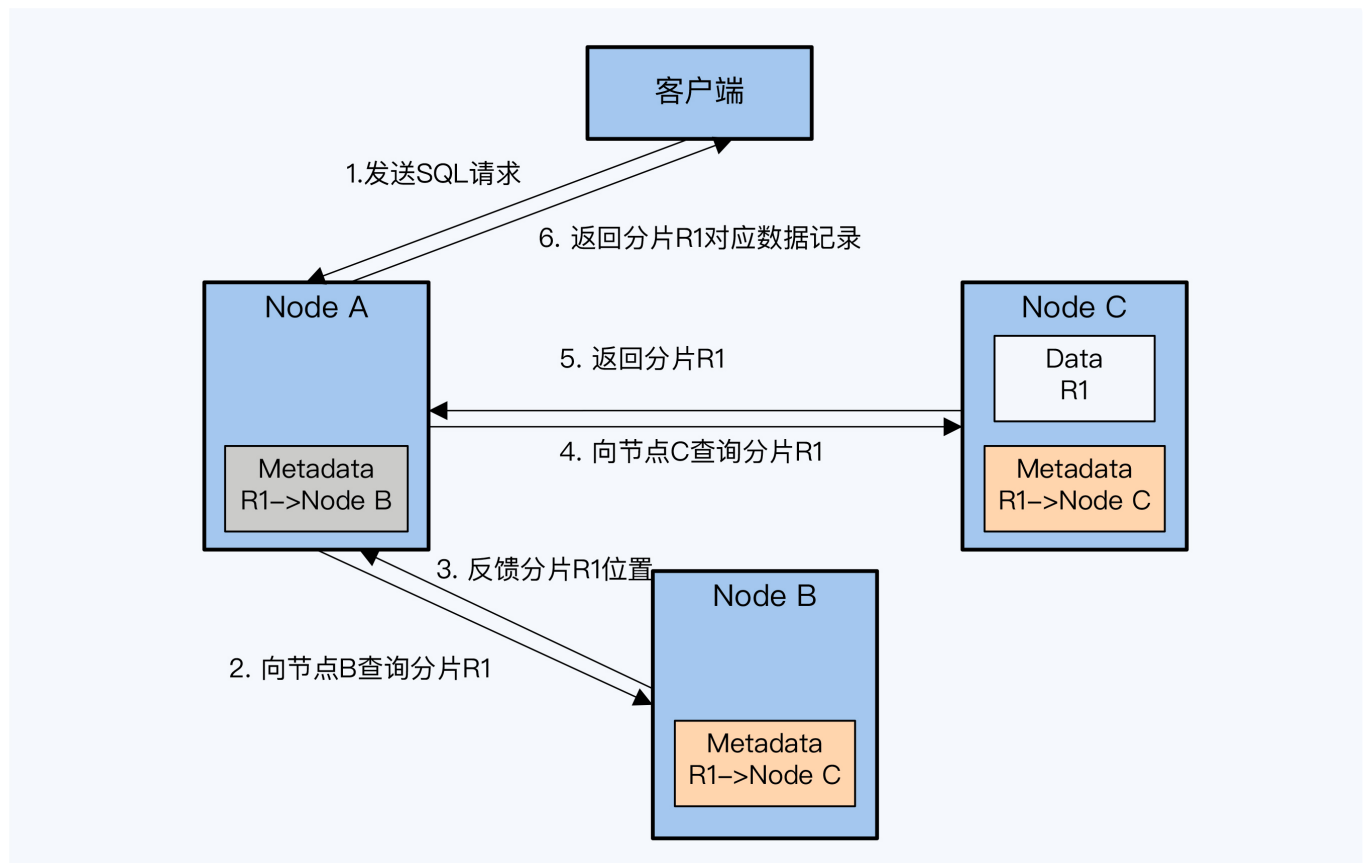 客户端
1.发送SQL请求
6. 返回分片R1对应数据记录
Node A
Node C
5. 返回分片R1
Data
R1
4. 向节点C查询分片R1
Metadata
R1->Node B
Metadata
R1->Node C
3. 反馈分片R1位置
Node B
2. 向节点B查询分片R1
Metadata
R1->Node C